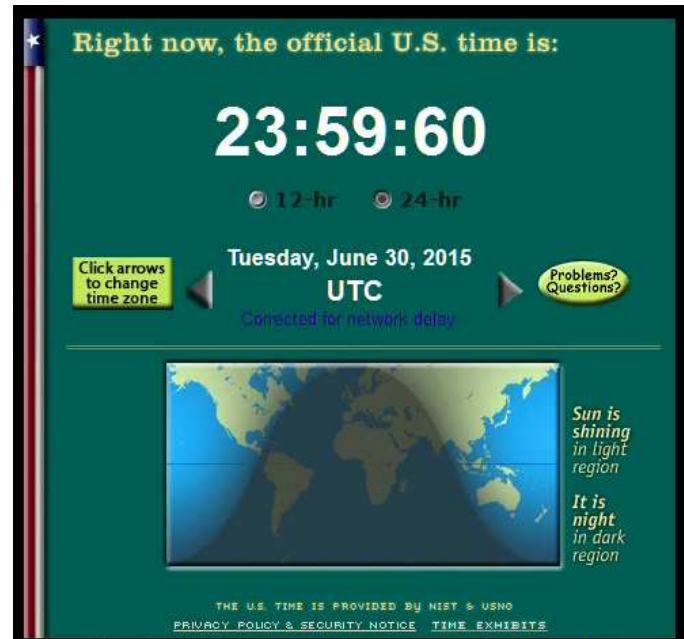 Right now, the official U.S. time is:
23:59:60
12-hr 24-hr
Click arrows
to change
time zone
Tuesday, June 30, 2015
UTC
Corrected for network delay
Problems?
Questions?
Sun is
shining
in light
region
It is
night
in dark
region
THE U.S. TIME IS PROVIDED BY NIST & USNO
PRIVACY POLICY & SECURITY NOTICE TIME EXHIBITS